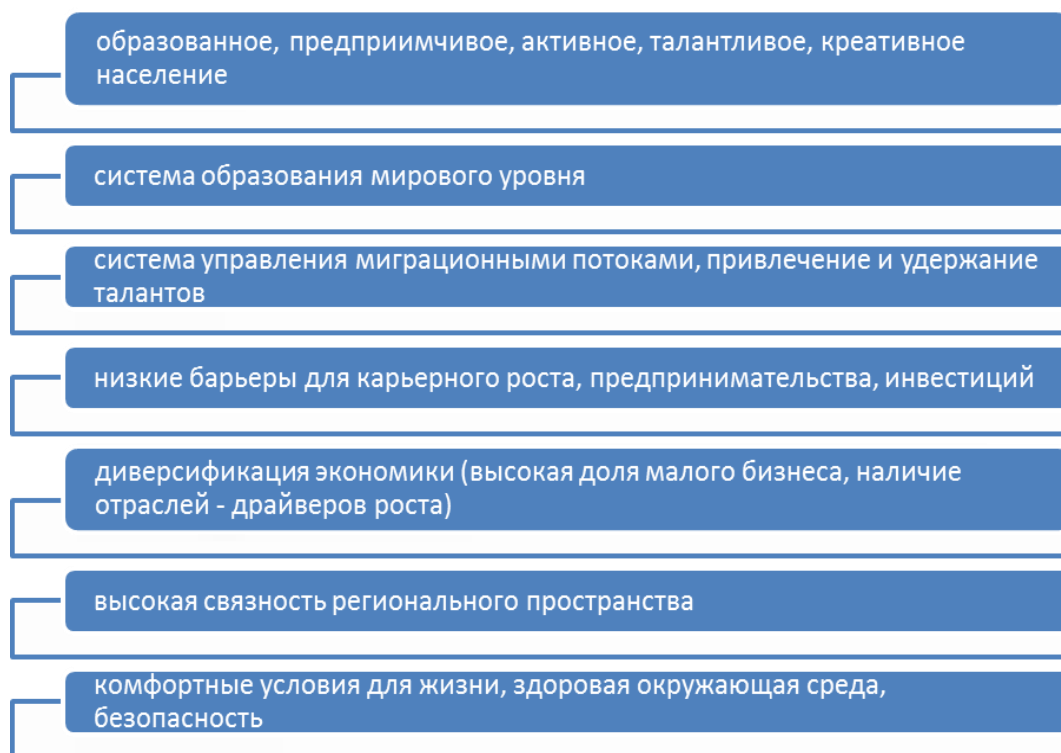 образованное, предприимчивое, активное, талантливое, креативное
население
система образования мирового уровня
система управления миграционными потоками, привлечение и удержание
талантов
низкие барьеры для карьерного роста, предпринимательства, инвестиций
диверсификация экономики (высокая доля малого бизнеса, наличие
отраслей - драйверов роста)
высокая связность регионального пространства
комфортные условия для жизни, здоровая окружающая среда,
безопасность